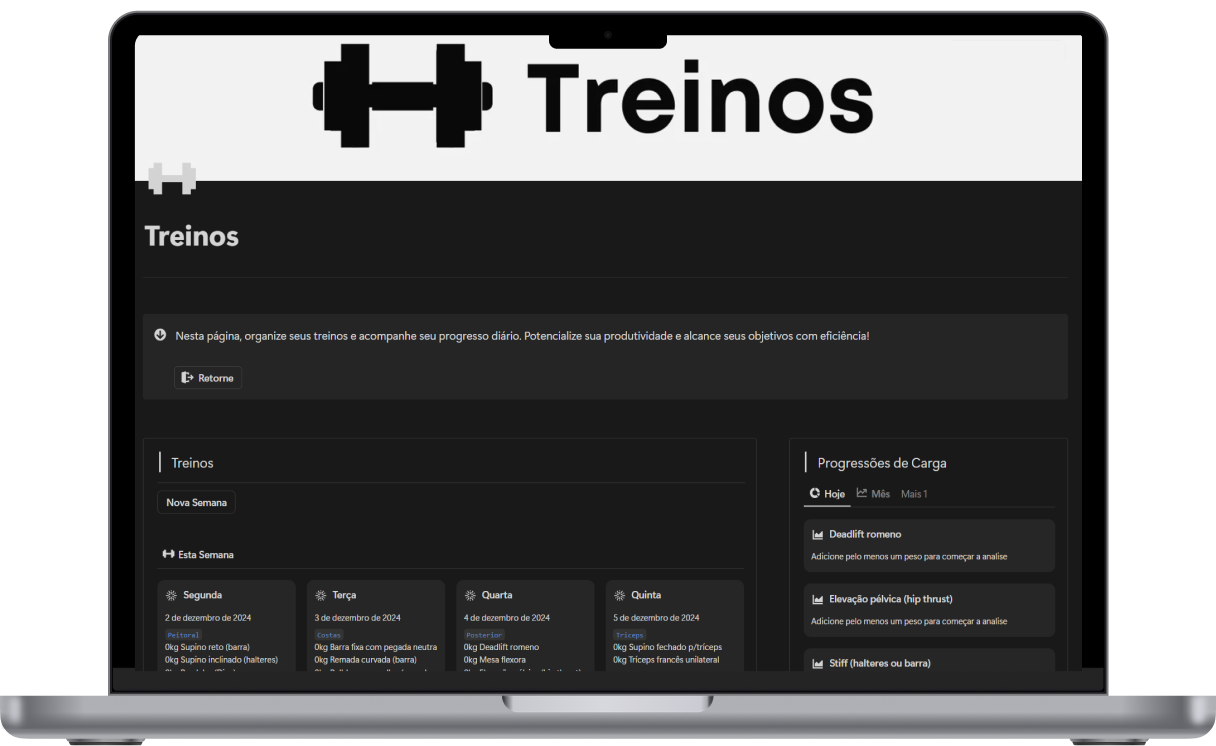 Treinos
Treinos
Nesta página, organize seus treinos e acompanhe seu progresso diário. Potencialize sua produtividade e alcance seus objetivos com eficiência!
Retorne
Treinos
Nova Semana
Esta Semana
Segunda
2 de dezembro de 2024
Peitoral
0kg Supino reto (barra)
0kg Supino inclinado (halteres)
Terça
3 de dezembro de 2024
Costas
0kg Barra fixa com pegada neutra
0kg Remada curvada (barra)
Quarta
4 de dezembro de 2024
Posterior
0kg Deadlift romeno
0kg Mesa flexora
Quinta
5 de dezembro de 2024
Tríceps
0kg Supino fechado p/tríceps
0kg Tríceps francês unilateral
Progressões de Carga
Hoje Mês Mais 1
Deadlift romeno
Adicione pelo menos um peso para começar a analise
Elevação pélvica (hip thrust)
Adicione pelo menos um peso para começar a analise
Stiff (halteres ou barra)